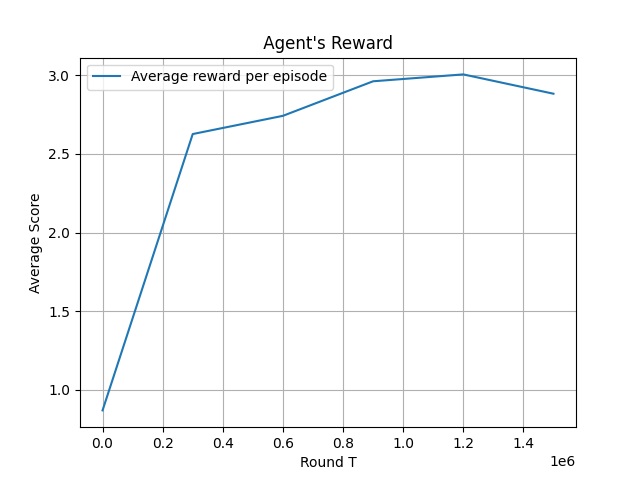 Agent's Reward
Average reward per episode
Average Score
3.0
2.5
2.0
1.5
1.0
0.0 0.2 0.4 0.6 0.8 1.0 1.2 1.4
1e6
Round T